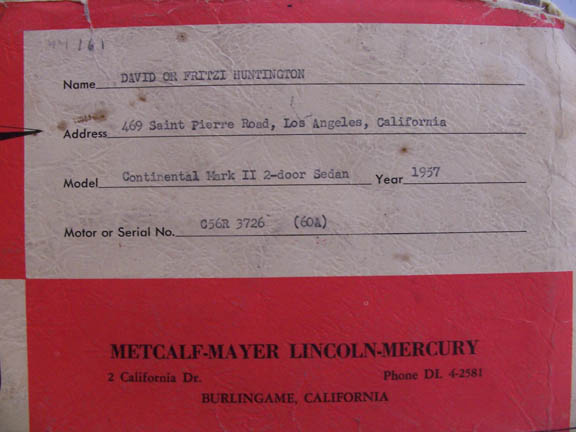 161
Name DAVID OR FRITZI HUNTINGTON
Address 469 Saint Pierre Road, Los Angeles, California
Model Continental Mark II 2-door Sedan Year 1957
Motor or Serial No. C56R 3726 (60A)
METCALF-MAYER LINCOLN-MERCURY
2 California Dr. Phone DI. 4-2581
BURLINGAME, CALIFORNIA